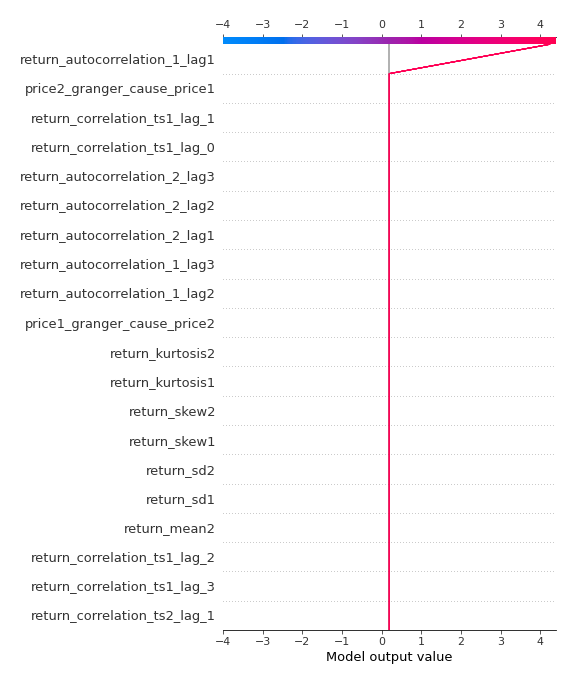 −4 −3 −2 −1 0 1 2 3 4
return_autocorrelation_1_lag1
price2_granger_cause_price1
return_correlation_ts1_lag_1
return_correlation_ts1_lag_0
return_autocorrelation_2_lag3
return_autocorrelation_2_lag2
return_autocorrelation_2_lag1
return_autocorrelation_1_lag3
return_autocorrelation_1_lag2
price1_granger_cause_price2
return_kurtosis2
return_kurtosis1
return_skew2
return_skew1
return_sd2
return_sd1
return_mean2
return_correlation_ts1_lag_2
return_correlation_ts1_lag_3
return_correlation_ts2_lag_1
−4 −3 −2 −1 0 1 2 3 4
Model output value